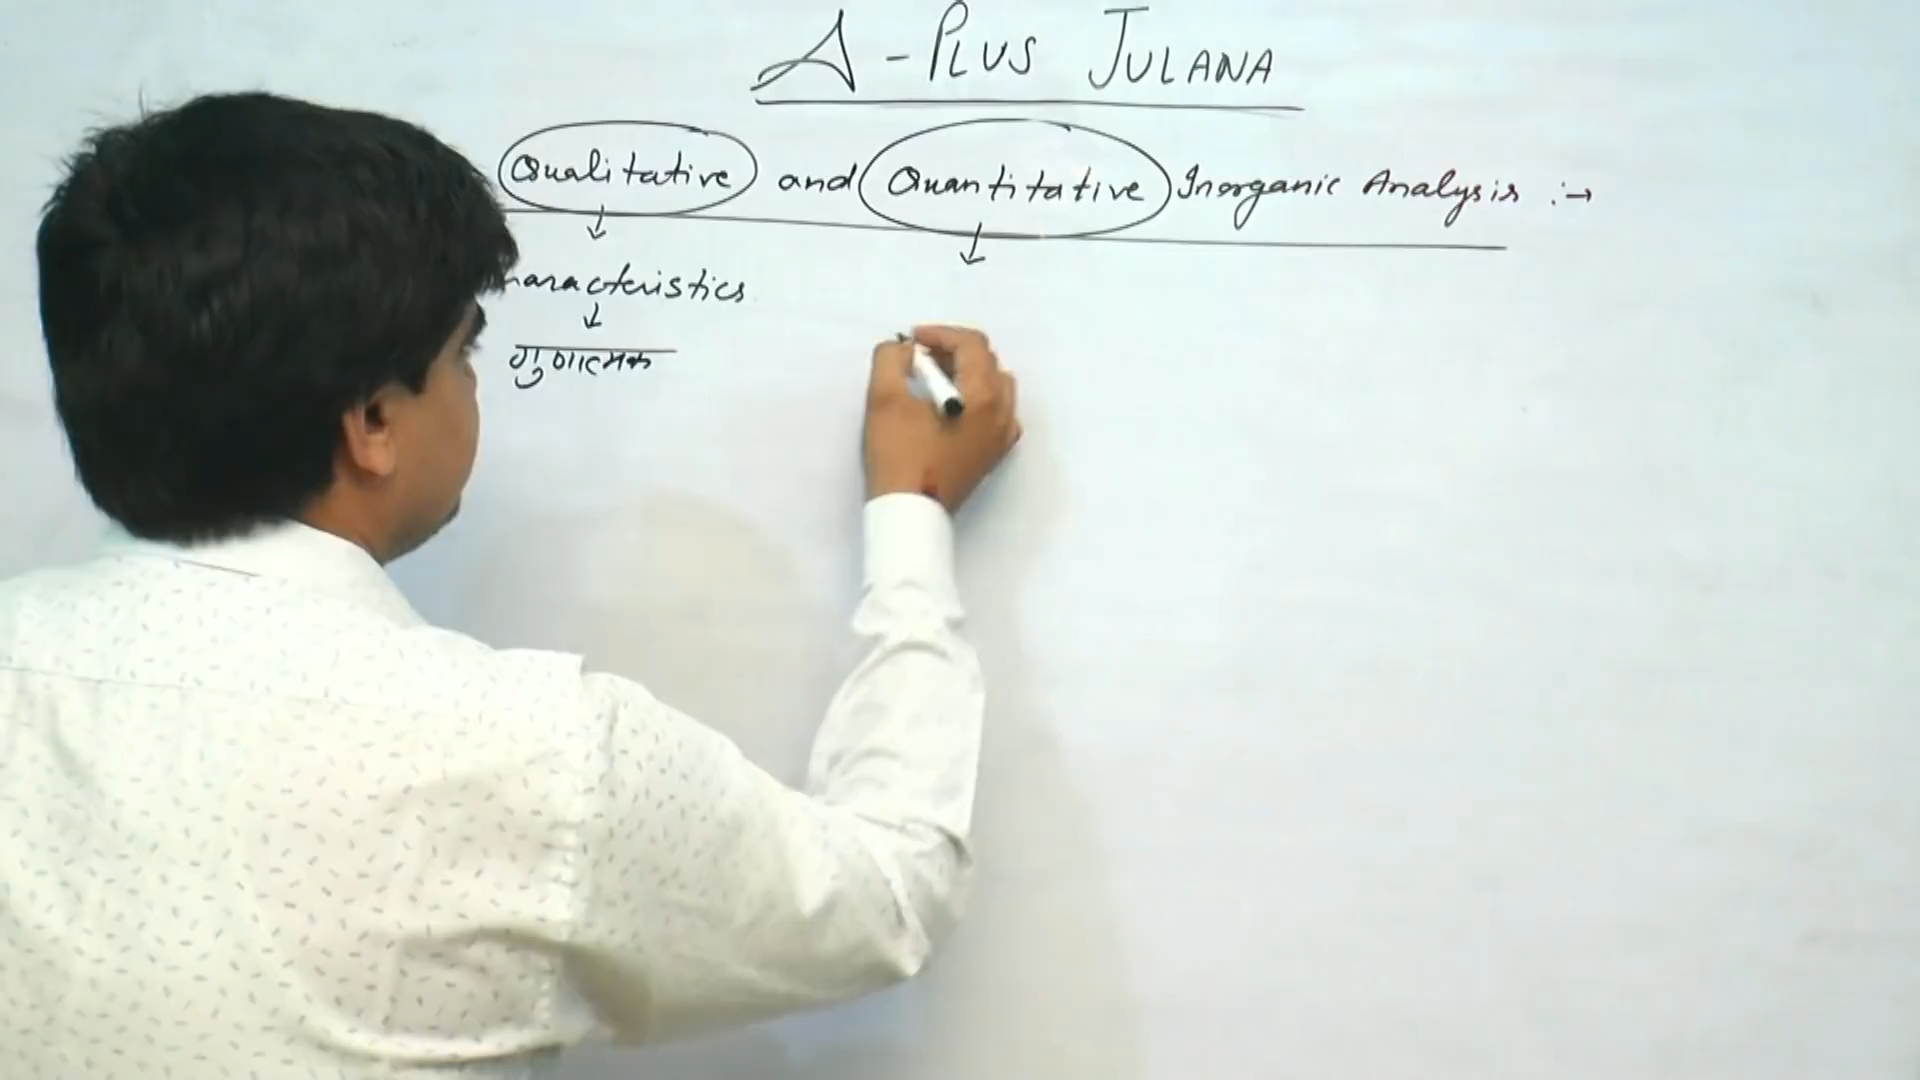 A-PLUS JULANA
Qualitative and Quantitative Inorganic Analysis :→
↓ ↓
haracteristics
↓
गुणात्मक